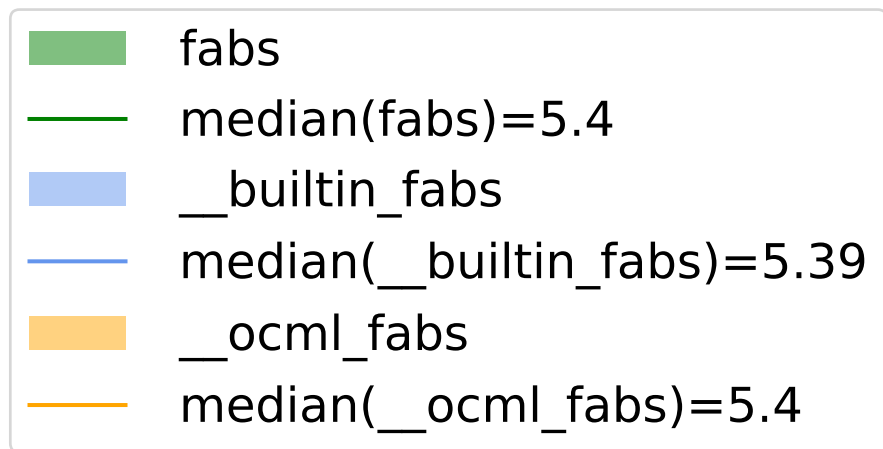 fabs
median(fabs)=5.4
__builtin_fabs
median(__builtin_fabs)=5.39
__ocml_fabs
median(__ocml_fabs)=5.4